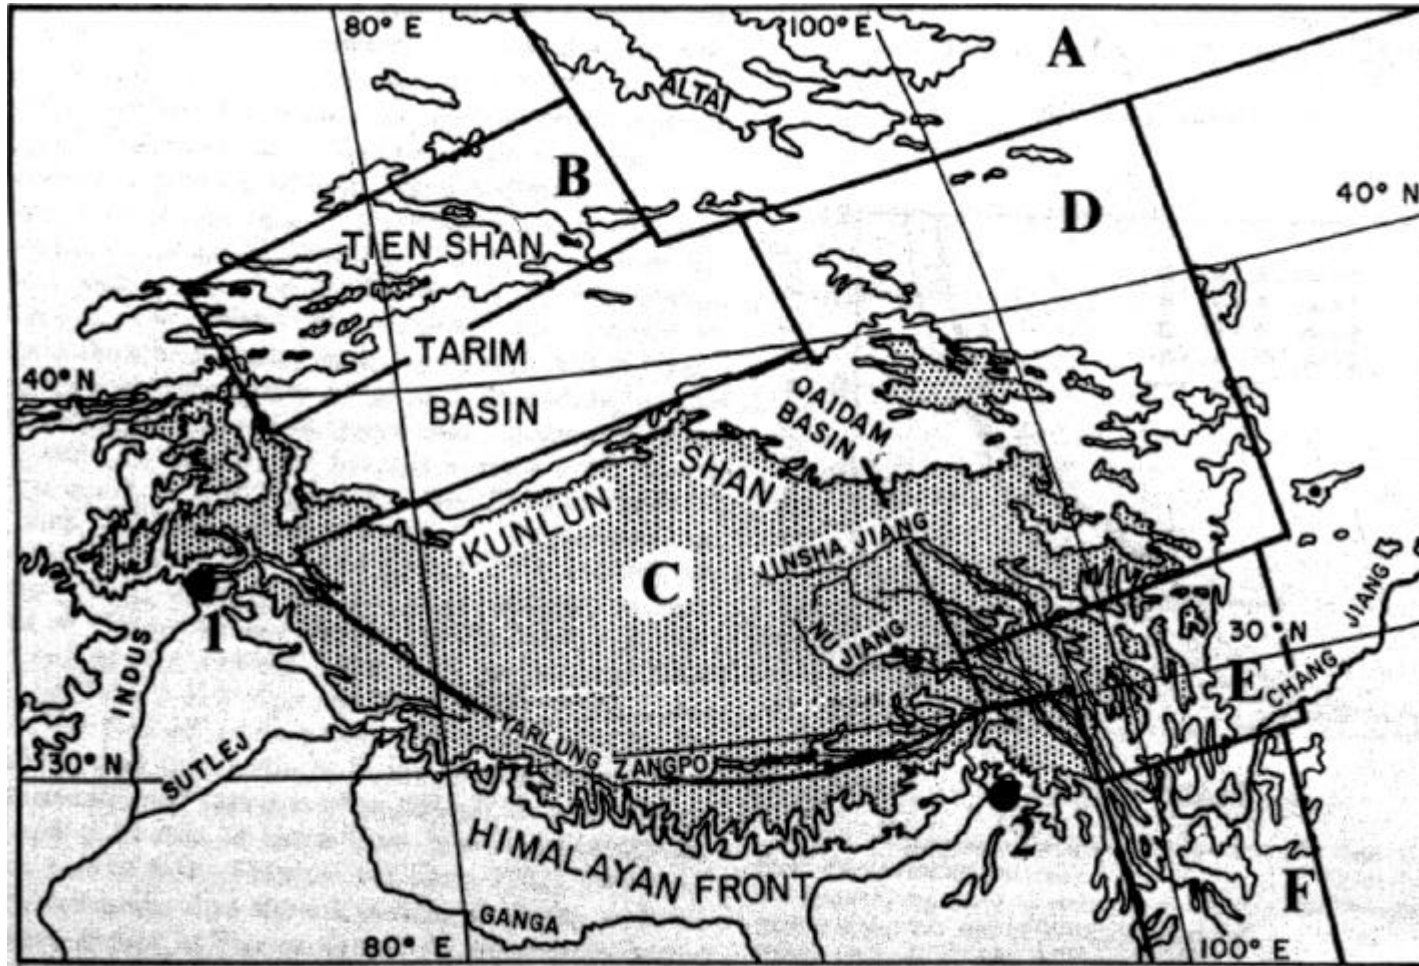 80° E
100° E
A
ALTAI
B
D
40° N
TIEN SHAN
TARIM
BASIN
40° N
QAIDAM
BASIN
KUNLUN SHAN
C
JINSHA JIANG
NU JIANG
1
INDUS
SUTLEJ
30° N
JIANG
E
CHANG
YARLUNG ZANGPO
30° N
2
HIMALAYAN FRONT
F
GANGA
80° E
100° E